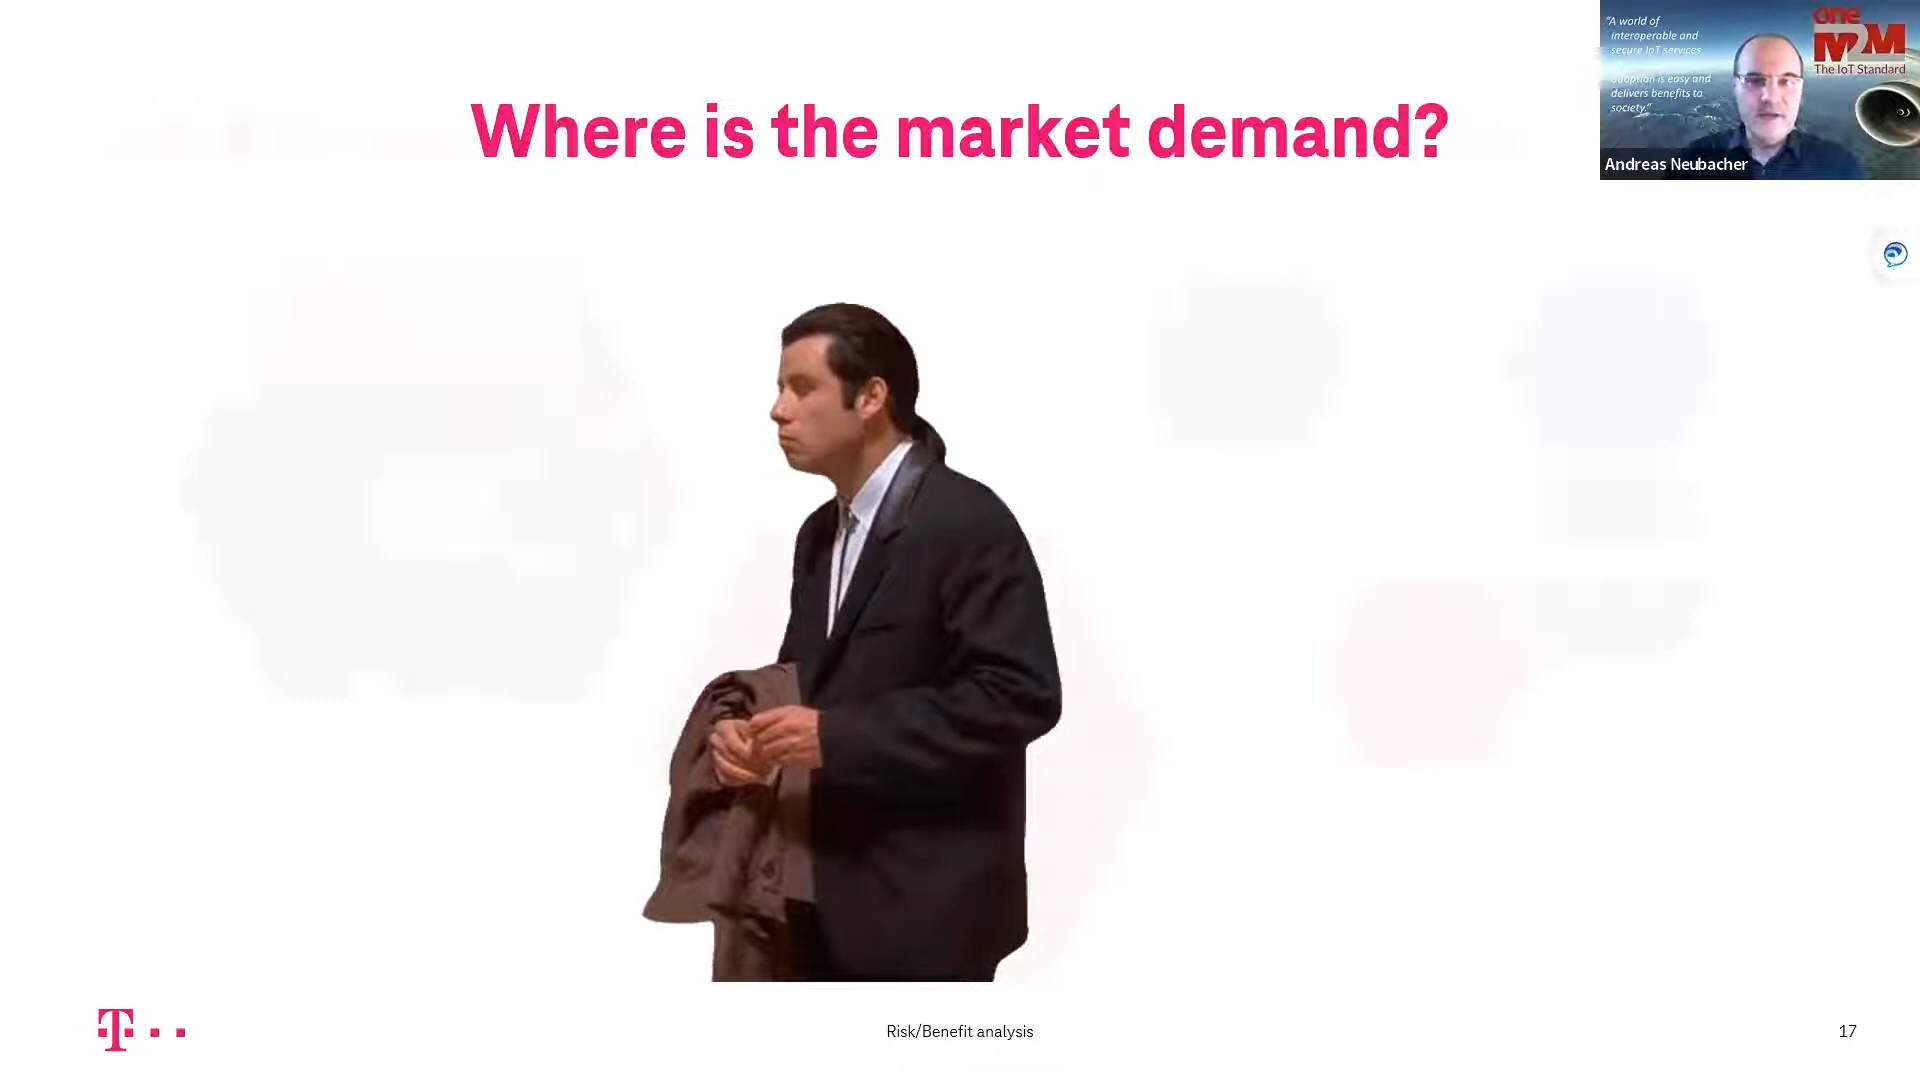 Where is the market demand?
"A world of
interoperable and
secure IoT services
adoption is easy and
delivers benefits to
society."
one
M2M
The IoT Standard
Andreas Neubacher
T
Risk/Benefit analysis
17